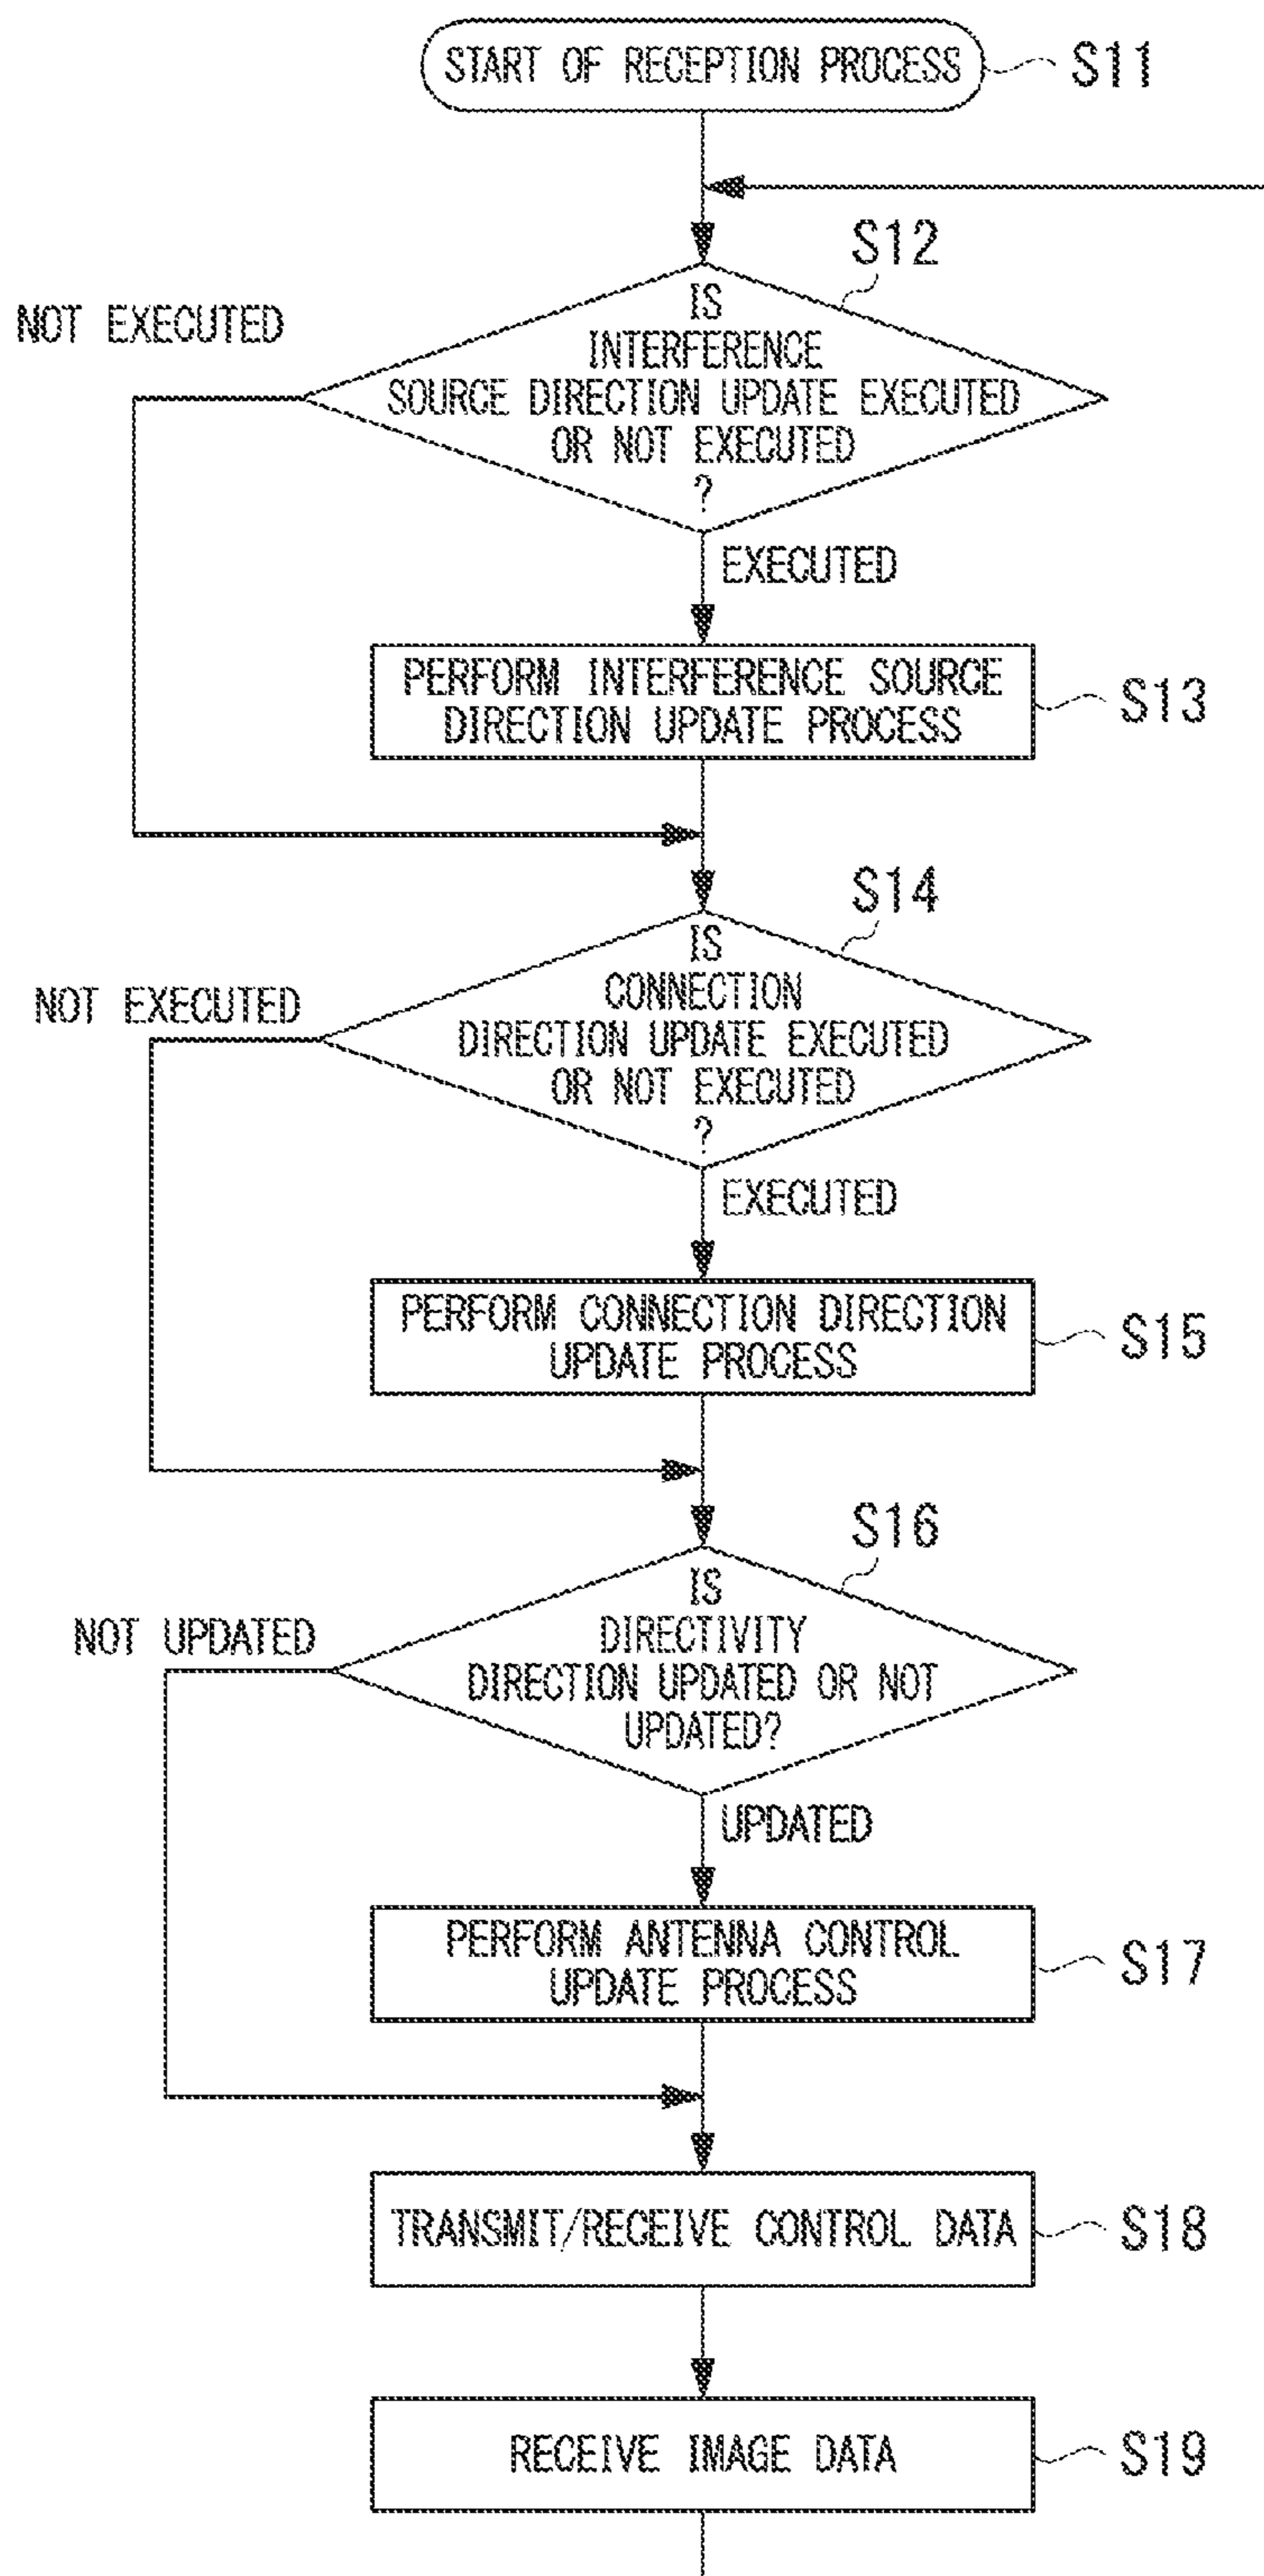 START OF RECEPTION PROCESS
S11
S12
NOT EXECUTED
IS
INTERFERENCE
SOURCE DIRECTION UPDATE EXECUTED
OR NOT EXECUTED
?
EXECUTED
PERFORM INTERFERENCE SOURCE
DIRECTION UPDATE PROCESS
S13
S14
NOT EXECUTED
IS
CONNECTION
DIRECTION UPDATE EXECUTED
OR NOT EXECUTED
?
EXECUTED
PERFORM CONNECTION DIRECTION
UPDATE PROCESS
S15
S16
NOT UPDATED
IS
DIRECTIVITY
DIRECTION UPDATED OR NOT
UPDATED?
UPDATED
PERFORM ANTENNA CONTROL
UPDATE PROCESS
S17
TRANSMIT/RECEIVE CONTROL DATA
S18
RECEIVE IMAGE DATA
S19